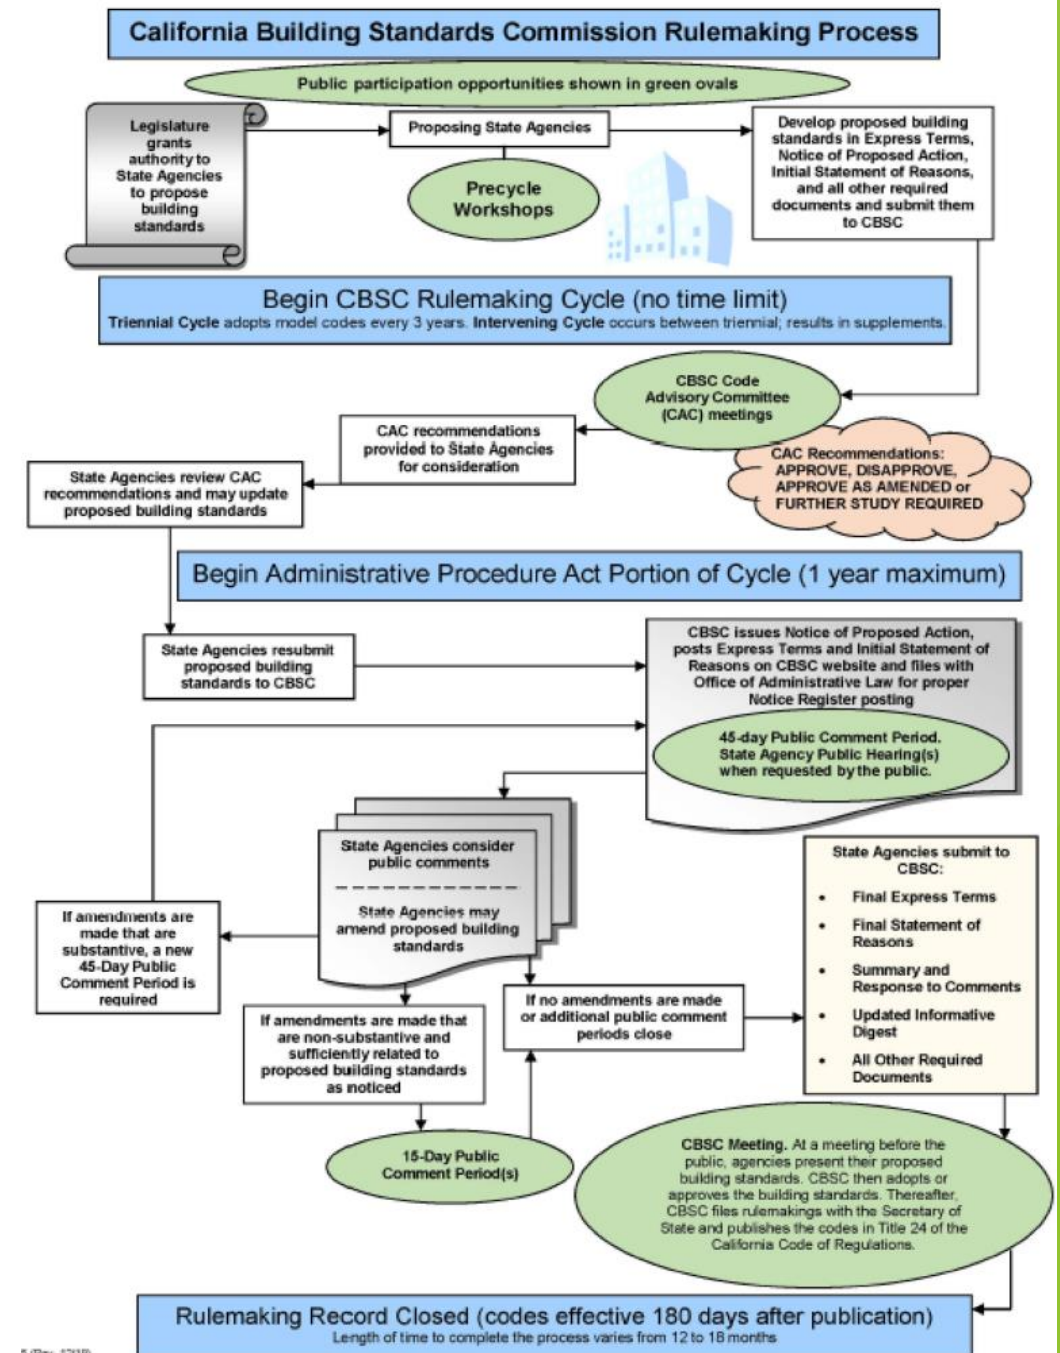 California Building Standards Commission Rulemaking Process
Public participation opportunities shown in green ovals
Legislature
grants
authority to
State Agencies
to propose
building
standards
Proposing State Agencies
Precycle
Workshops
Develop proposed building
standards in Express Terms,
Notice of Proposed Action,
Initial Statement of Reasons,
and all other required
documents and submit them
to CBSC
Begin CBSC Rulemaking Cycle (no time limit)
Triennial Cycle adopts model codes every 3 years. Intervening Cycle occurs between triennial; results in supplements.
CBSC Code
Advisory Committee
(CAC) meetings
CAC recommendations
provided to State Agencies
for consideration
CAC Recommendations:
APPROVE, DISAPPROVE,
APPROVE AS AMENDED or
FURTHER STUDY REQUIRED
State Agencies review CAC
recommendations and may update
proposed building standards
Begin Administrative Procedure Act Portion of Cycle (1 year maximum)
State Agencies resubmit
proposed building
standards to CBSC
CBSC issues Notice of Proposed Action,
posts Express Terms and Initial Statement of
Reasons on CBSC website and files with
Office of Administrative Law for proper
Notice Register posting
45-day Public Comment Period.
State Agency Public Hearing(s)
when requested by the public.
State Agencies consider
public comments
State Agencies may
amend proposed building
standards
If amendments are
made that are
substantive, a new
45-Day Public
Comment Period is
required
If amendments are made that
are non-substantive and
sufficiently related to
proposed building standards
as noticed
If no amendments are made
or additional public comment
periods close
15-Day Public
Comment Period(s)
State Agencies submit to
CBSC:
• Final Express Terms
• Final Statement of
Reasons
• Summary and
Response to Comments
• Updated Informative
Digest
• All Other Required
Documents
CBSC Meeting. At a meeting before the
public, agencies present their proposed
building standards. CBSC then adopts or
approves the building standards. Thereafter,
CBSC files rulemakings with the Secretary of
State and publishes the codes in Title 24 of the
California Code of Regulations.
Rulemaking Record Closed (codes effective 180 days after publication)
Length of time to complete the process varies from 12 to 18 months